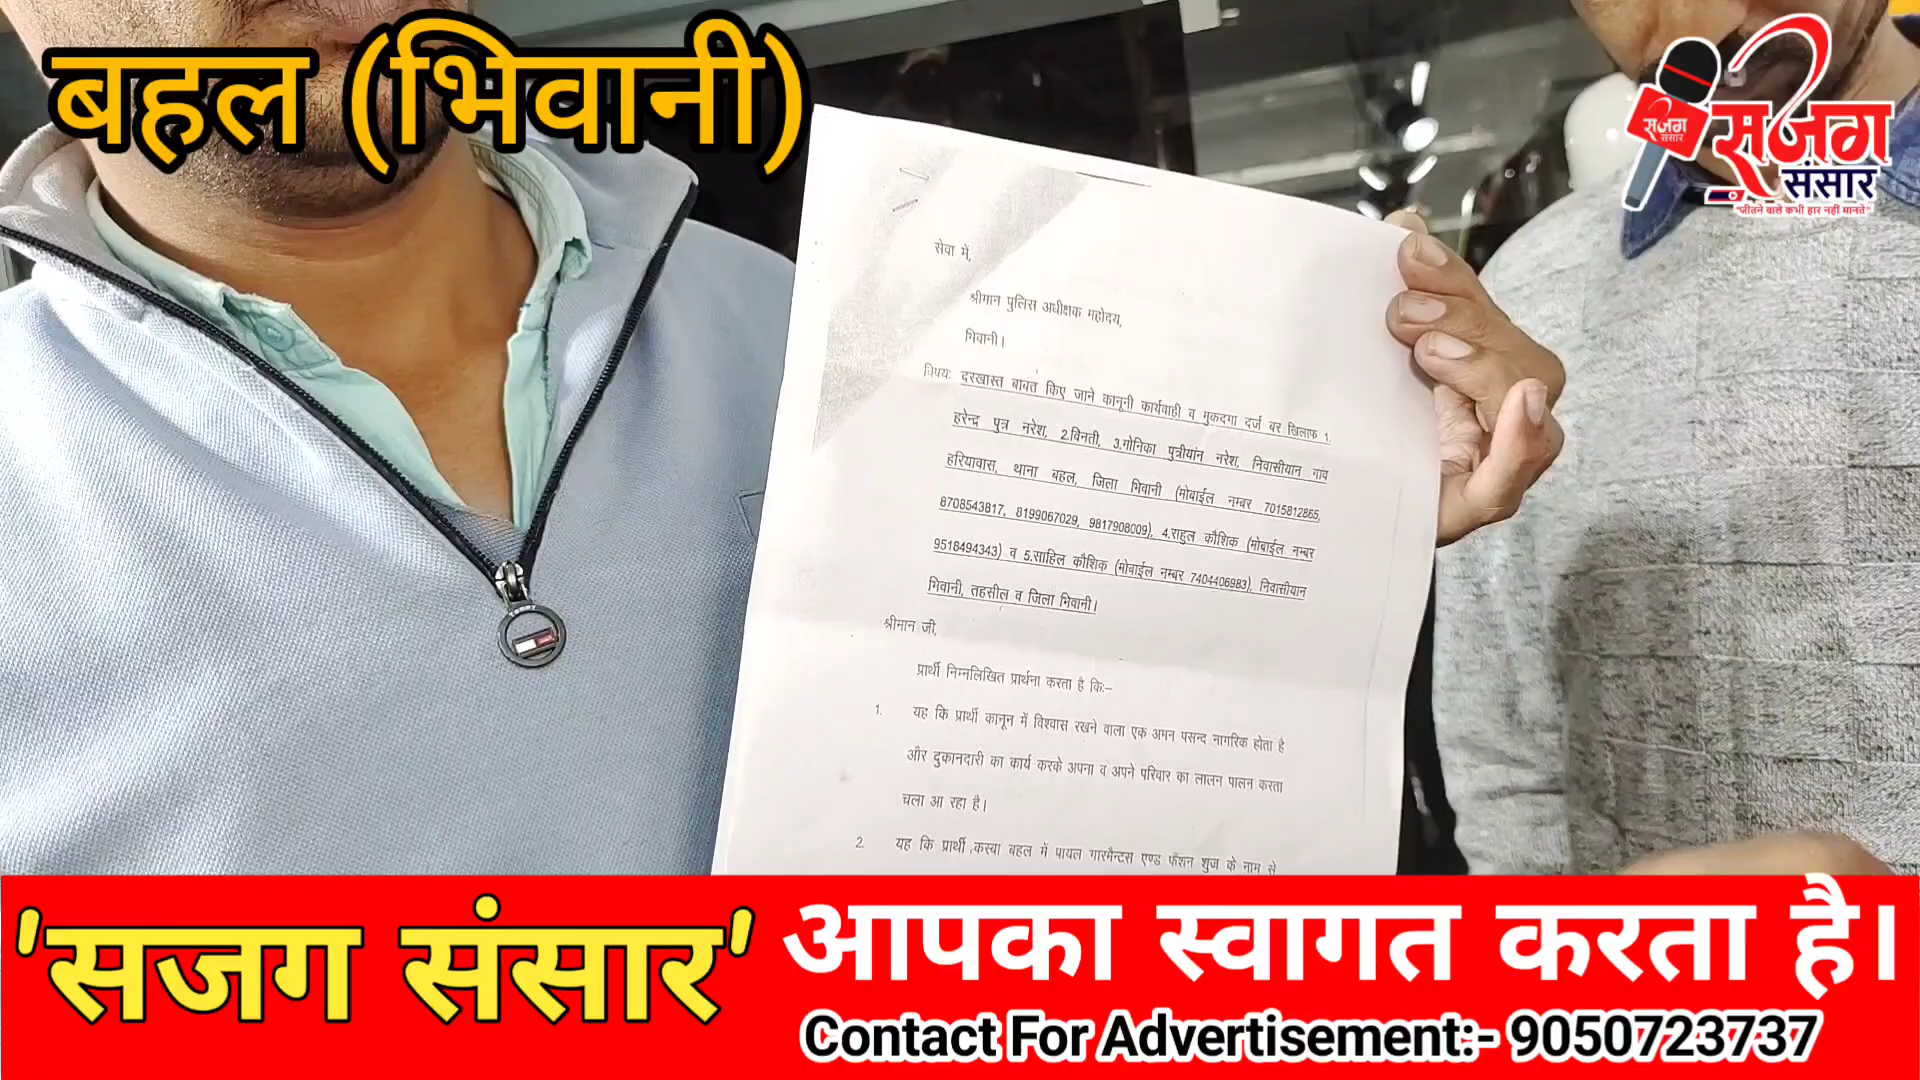 बहल (भिवानी)
सजग
संसार
सजग
संसार
"जीतने वाले कभी हार नहीं मानते"
सेवा में,
श्रीमान पुलिस अधीक्षक महोदय,
भिवानी।
विषयः दरखास्त बाबत किए जाने कानूनी कार्यवाही व मुकदमा दर्ज बर खिलाफ 1.
हरेन्द्र पुत्र नरेश, 2.विनती, 3.गोनिका पुत्रीयांन नरेश, निवासीयान गांव
हरियावास, थाना बहल, जिला भिवानी (मोबाईल नम्बर 7015812865,
8708543817, 8199067029, 9817908009), 4.राहुल कौशिक (मोबाईल नम्बर
9518494343) व 5.साहिल कौशिक (मोबाईल नम्बर 7404406983), निवासीयान
भिवानी, तहसील व जिला भिवानी।
श्रीमान जी,
प्रार्थी निम्नलिखित प्रार्थना करता है किः–
1. यह कि प्रार्थी कानून में विश्वास रखने वाला एक अमन पसन्द नागरिक होता है
और दुकानदारी का कार्य करके अपना व अपने परिवार का लालन पालन करता
चला आ रहा है।
2. यह कि प्रार्थी कस्बा बहल में पायल गारमैन्टस एण्ड फैशन शुज के नाम से
'सजग संसार' आपका स्वागत करता है।
Contact For Advertisement:- 9050723737